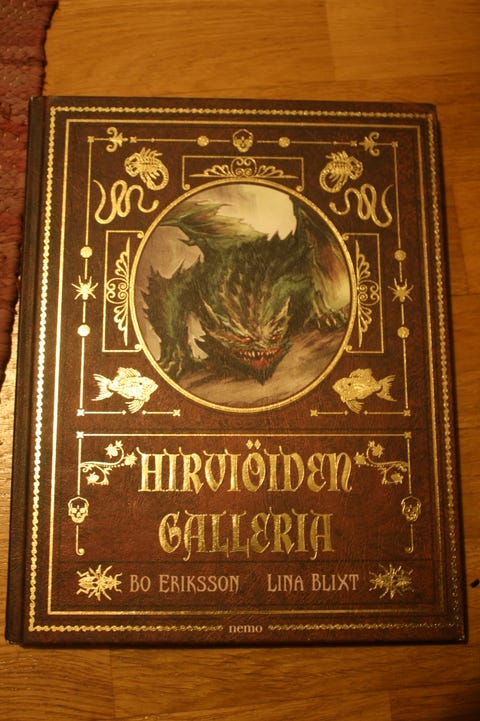 HIRVIÖIDEN
GALLERIA
BO ERIKSSON LINA BLIXT
nemo